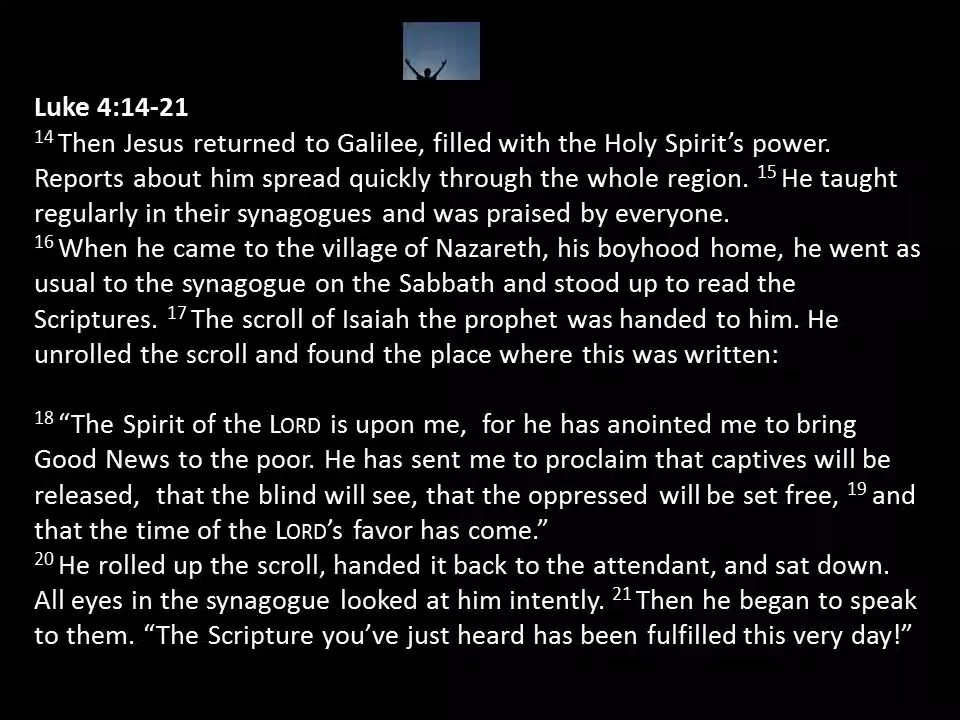 Luke 4:14-21
14 Then Jesus returned to Galilee, filled with the Holy Spirit’s power.
Reports about him spread quickly through the whole region. 15 He taught
regularly in their synagogues and was praised by everyone.
16 When he came to the village of Nazareth, his boyhood home, he went as
usual to the synagogue on the Sabbath and stood up to read the
Scriptures. 17 The scroll of Isaiah the prophet was handed to him. He
unrolled the scroll and found the place where this was written:
18 “The Spirit of the LORD is upon me,  for he has anointed me to bring
Good News to the poor. He has sent me to proclaim that captives will be
released,  that the blind will see, that the oppressed will be set free, 19 and
that the time of the LORD’s favor has come.”
20 He rolled up the scroll, handed it back to the attendant, and sat down.
All eyes in the synagogue looked at him intently. 21 Then he began to speak
to them. “The Scripture you’ve just heard has been fulfilled this very day!”